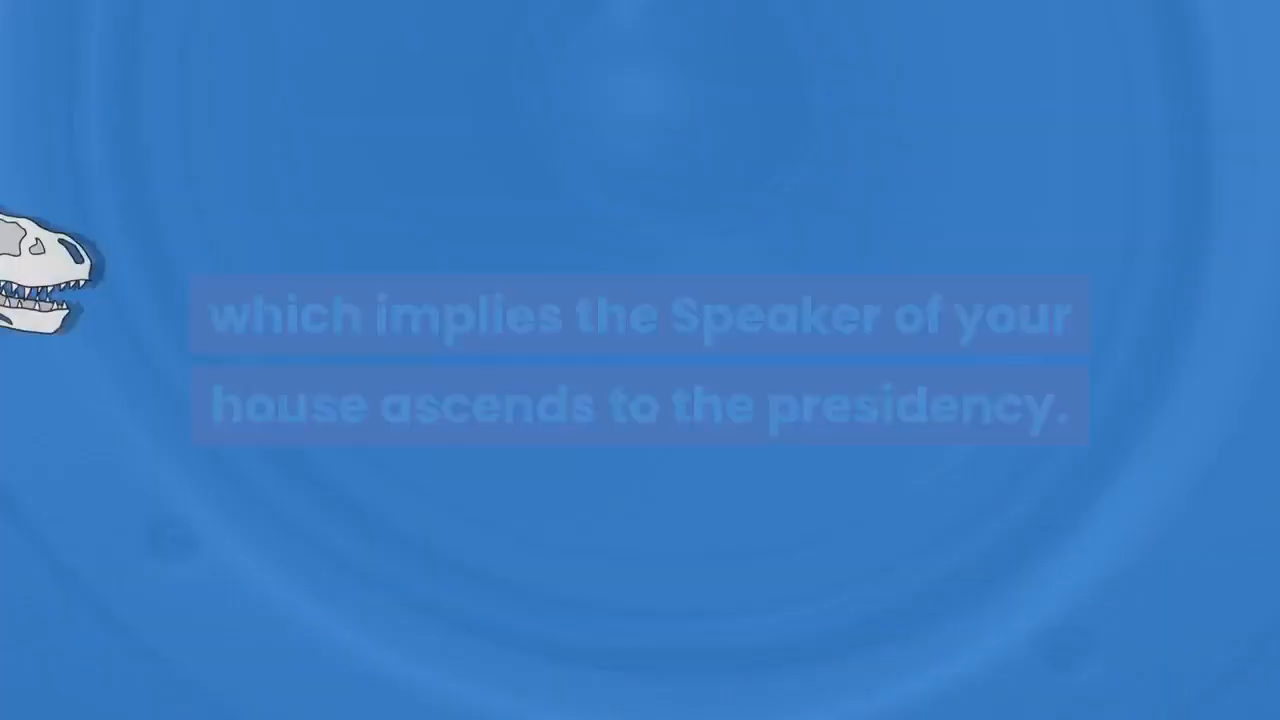 which implies the Speaker of your
house ascends to the presidency.